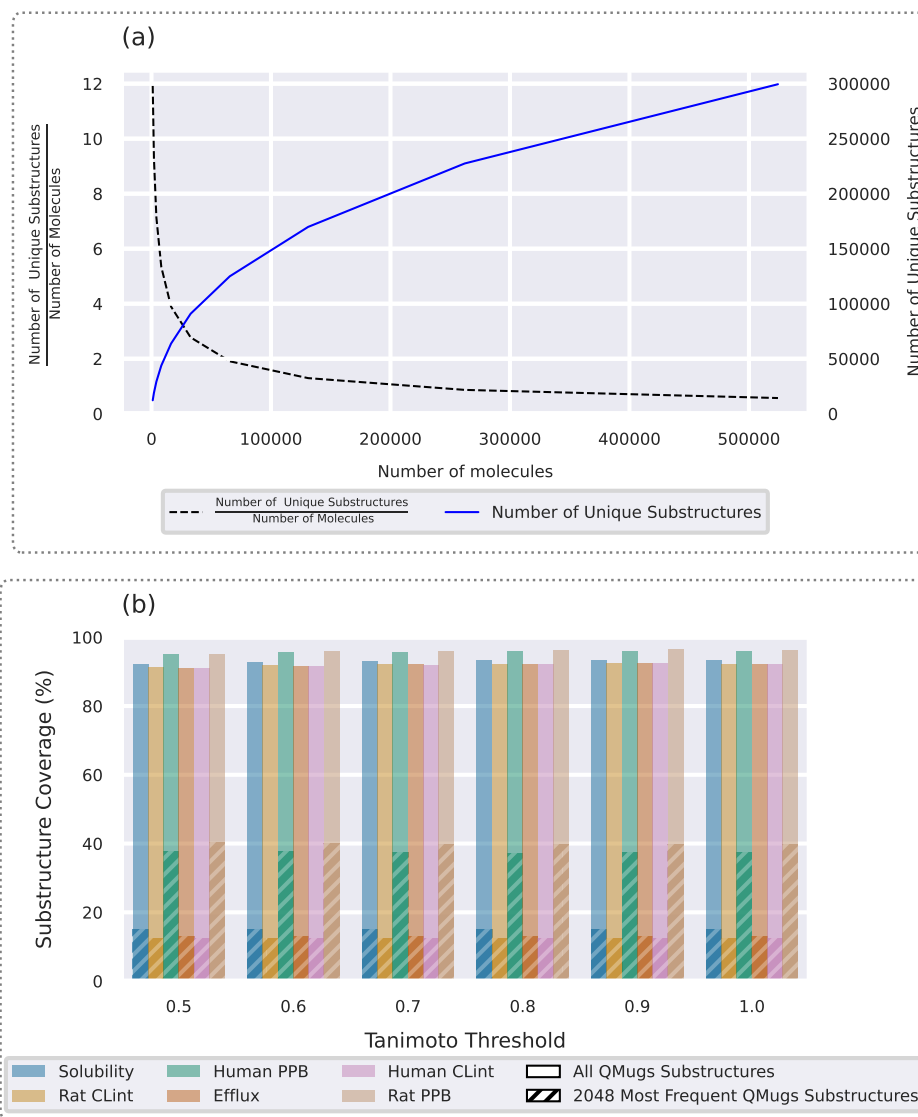 (a)
12
10
8
6
4
2
0
Number of  Unique Substructures
Number of Molecules
300000
250000
200000
150000
100000
50000
0
Number of Unique Substructures
0 100000 200000 300000 400000 500000
Number of molecules
Number of  Unique Substructures
Number of Molecules
Number of Unique Substructures
(b)
100
80
60
40
20
0
Substructure Coverage (%)
0.5 0.6 0.7 0.8 0.9 1.0
Tanimoto Threshold
Solubility Human PPB Human CLint All QMugs Substructures
Rat CLint Efflux Rat PPB 2048 Most Frequent QMugs Substructures